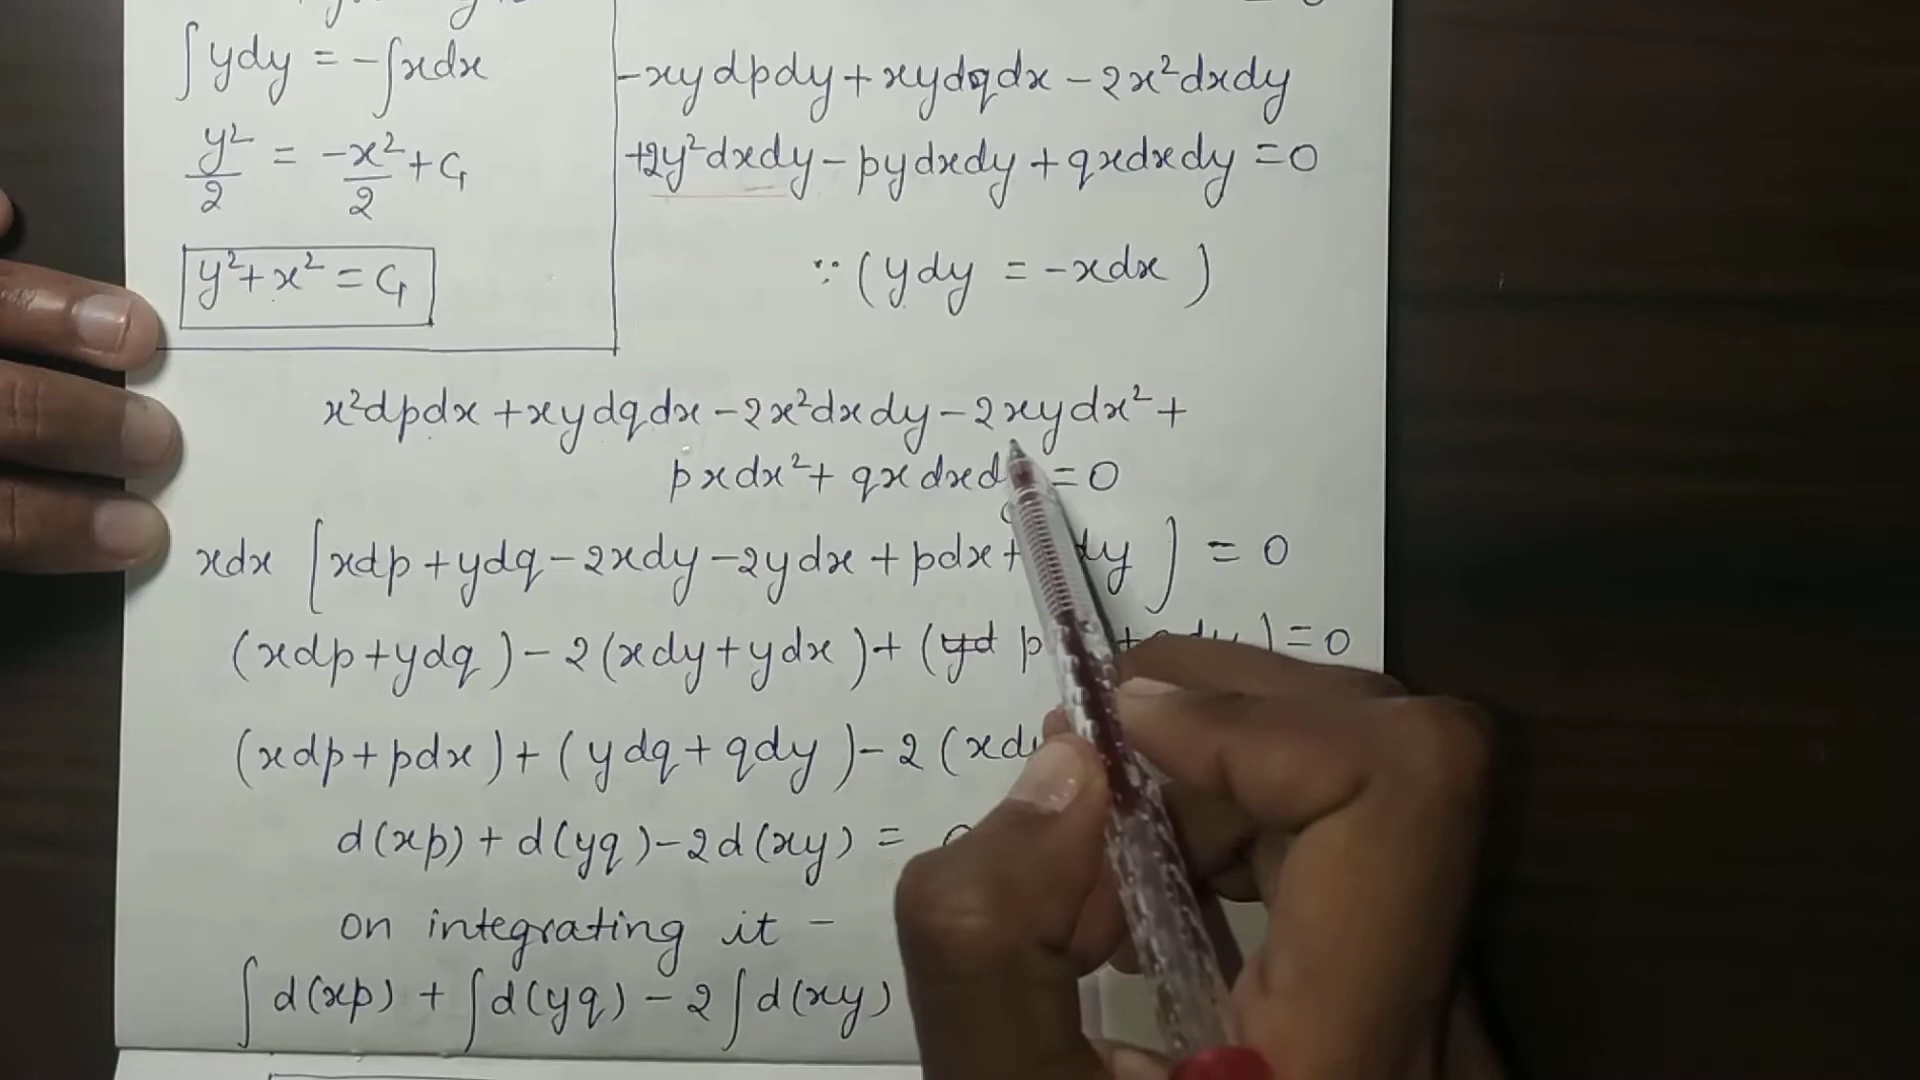 ∫ydy = -∫xdx
y²/2 = -x²/2 + C₁
y²+x² = C₁
-xydpdy + xydqdx - 2x²dxdy
+2y²dxdy - pydxdy + qxdxdy = 0
∵ (ydy = -xdx)
x²dpdx + xydqdx - 2x²dxdy - 2xydx² +
pxdx² + qxdxd = 0
xdx [xdp + ydq - 2xdy - 2ydx + pdx + dy] = 0
(xdp+ydq) - 2(xdy+ydx) + (yd p ) = 0
(xdp+pdx) + (ydq+qdy) - 2(xdy
d(xp) + d(yq) - 2d(xy) =
on integrating it -
∫d(xp) + ∫d(yq) - 2∫d(xy)